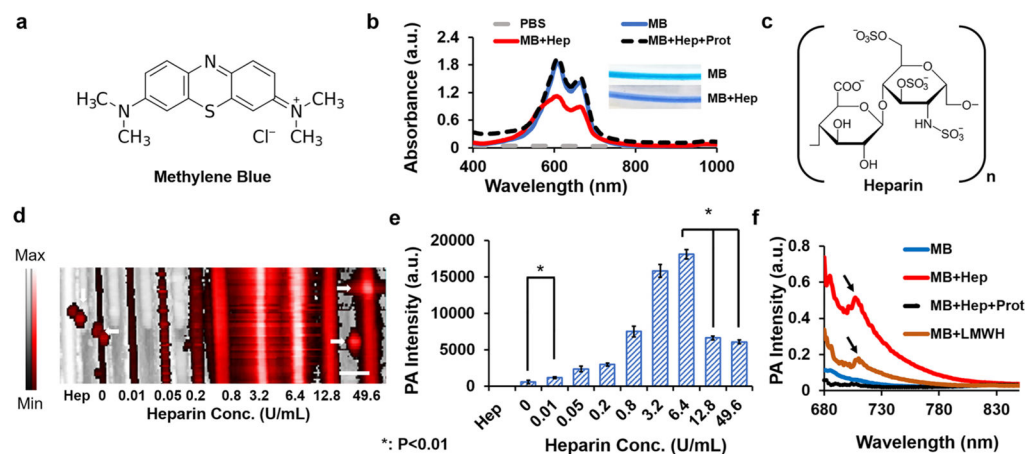 a
H₃C
N
CH₃
N
S
N⁺
CH₃
CH₃
Cl⁻
Methylene Blue
b
PBS
MB
MB+Hep
MB+Hep+Prot
Absorbance (a.u.)
2.4
1.8
1.2
0.6
0
MB
MB+Hep
400
600
800
1000
Wavelength (nm)
c
⁻O₃SO
O
COO⁻
O
OSO₃⁻
O
O
HN
SO₃⁻
OH
OH
O
Heparin
n
d
Max
Min
Hep
0
0.01
0.05
0.2
0.8
3.2
6.4
12.8
49.6
Heparin Conc. (U/mL)
*: P<0.01
e
PA Intensity (a.u.)
20000
15000
10000
5000
0
*
*
Hep
0
0.01
0.05
0.2
0.8
3.2
6.4
12.8
49.6
Heparin Conc. (U/mL)
f
PA Intensity (a.u.)
0.8
0.6
0.4
0.2
0
MB
MB+Hep
MB+Hep+Prot
MB+LMWH
680
730
780
Wavelength (nm)